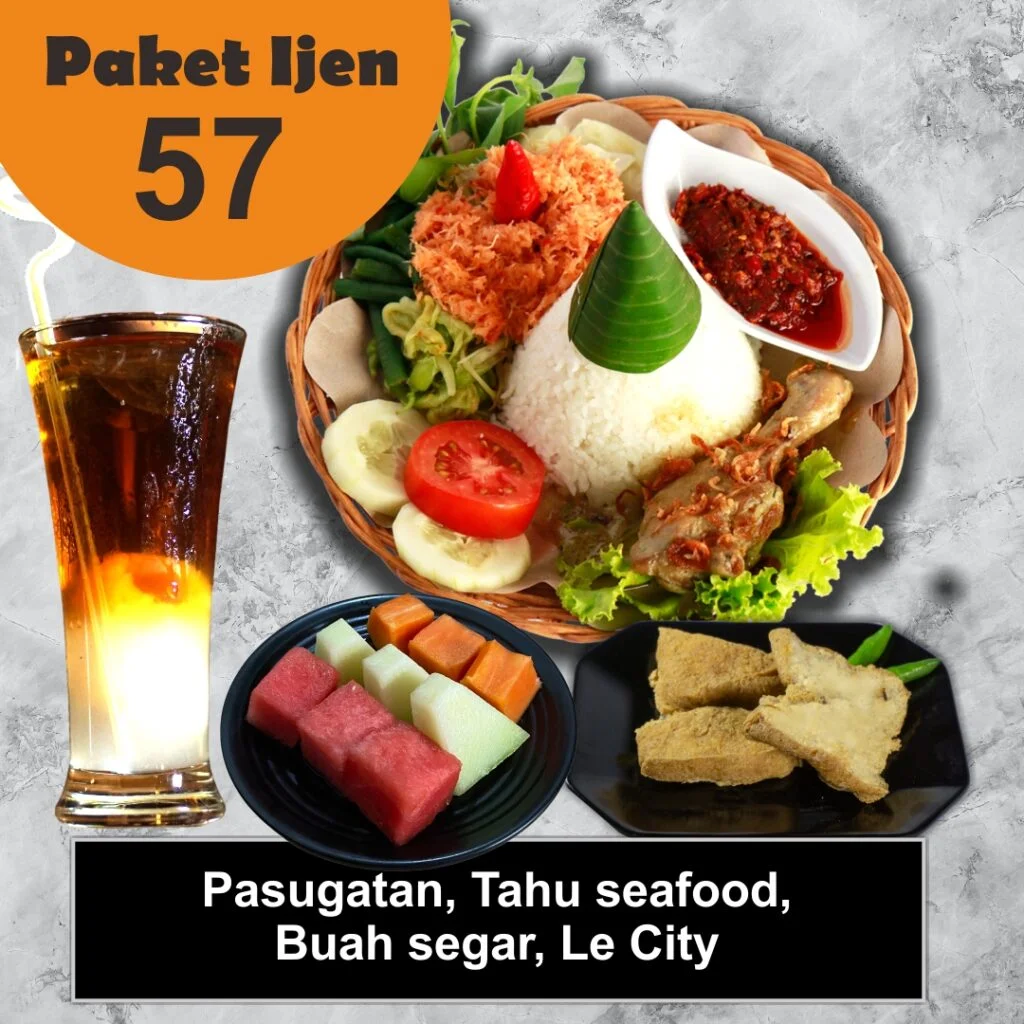 Paket Ijen
57
Pasugatan, Tahu seafood,
Buah segar, Le City